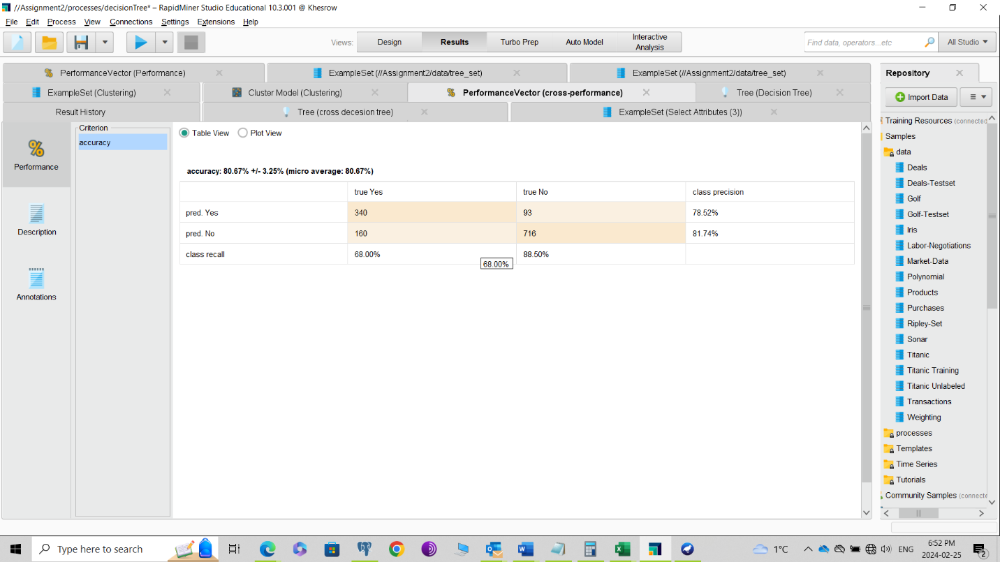 //Assignment2/processes/decisionTree* – RapidMiner Studio Educational 10.3.001 @ Khesrow
File Edit Process View Connections Settings Extensions Help
Views: Design Results Turbo Prep Auto Model Interactive Analysis Find data, operators...etc All Studio
PerformanceVector (Performance) ExampleSet (//Assignment2/data/tree_set) ExampleSet (//Assignment2/data/tree_set)
ExampleSet (Clustering) Cluster Model (Clustering) PerformanceVector (cross-performance) Tree (Decision Tree)
Result History Tree (cross decesion tree) ExampleSet (Select Attributes (3))
Performance
Description
Annotations
Criterion
accuracy
Table View Plot View
accuracy: 80.67% +/- 3.25% (micro average: 80.67%)
true Yes true No class precision
pred. Yes 340 93 78.52%
pred. No 160 716 81.74%
class recall 68.00% 88.50%
68.00%
Repository
Import Data
Training Resources (connected
Samples
data
Deals
Deals-Testset
Golf
Golf-Testset
Iris
Labor-Negotiations
Market-Data
Polynomial
Products
Purchases
Ripley-Set
Sonar
Titanic
Titanic Training
Titanic Unlabeled
Transactions
Weighting
processes
Templates
Time Series
Tutorials
Community Samples (connecte
Type here to search
1°C
ENG
6:52 PM
2024-02-25
2